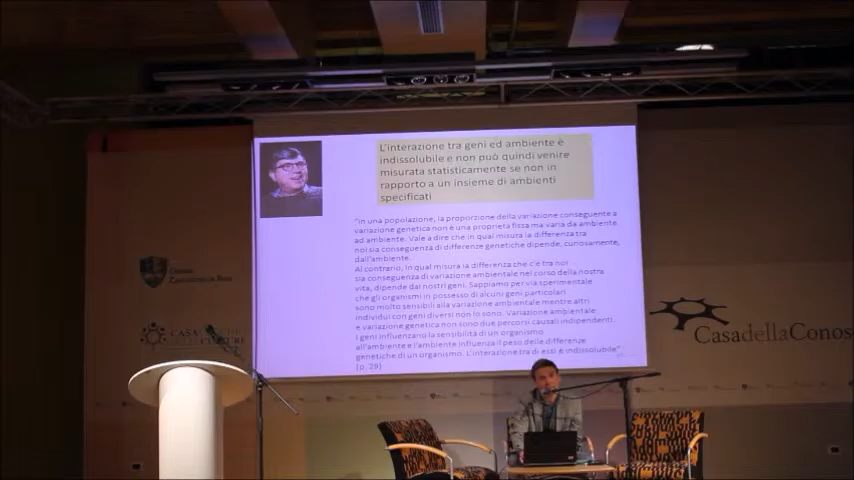 L'interazione tra geni ed ambiente è
indissolubile e non può quindi venire
misurata statisticamente se non in
rapporto a un insieme di ambienti
specificati
"in una popolazione, la proporzione della variazione conseguente a
variazione genetica non è una proprietà fissa ma varia da ambiente
ad ambiente. Vale a dire che in qual misura la differenza tra
noi sia conseguenza di differenze genetiche dipende, curiosamente,
dall'ambiente.
Al contrario, in qual misura la differenza che c'è tra noi
sia conseguenza di variazione ambientale nel corso della nostra
vita, dipende dai nostri geni. Sappiamo per via sperimentale
che gli organismi in possesso di alcuni geni particolari
sono molto sensibili alla variazione ambientale mentre altri
individui con geni diversi non lo sono. Variazione ambientale
e variazione genetica non sono due percorsi causali indipendenti.
I geni influenzano la sensibilità di un organismo
all'ambiente e l'ambiente influenza il peso delle differenze
genetiche di un organismo. L'interazione tra di essi è indissolubile"
(p. 29)
CasadellaConos